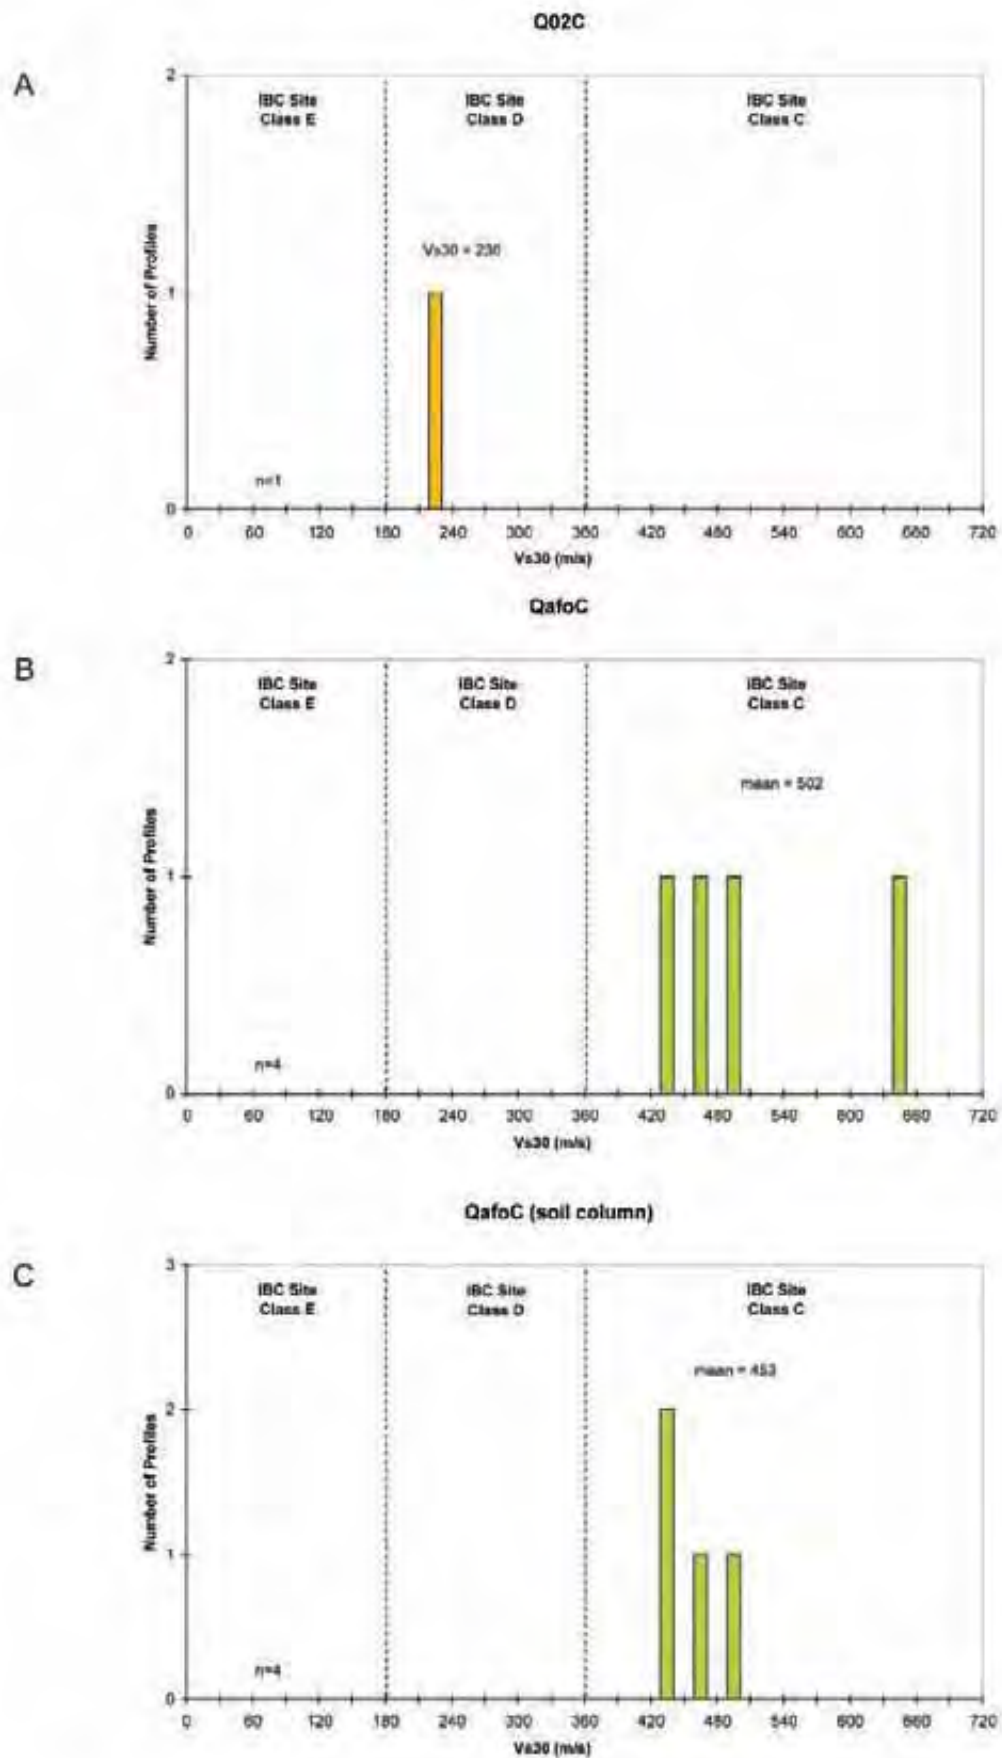 Q02C
A
2
IBC Site
Class E
IBC Site
Class D
IBC Site
Class C
Vs30 = 230
Number of Profiles
1
n=1
0
0 60 120 180 240 300 360 420 480 540 600 660 720
Vs30 (m/s)
QafoC
B
2
IBC Site
Class E
IBC Site
Class D
IBC Site
Class C
mean = 502
Number of Profiles
1
n=4
0
0 60 120 180 240 300 360 420 480 540 600 660 720
Vs30 (m/s)
QafoC (soil column)
C
3
IBC Site
Class E
IBC Site
Class D
IBC Site
Class C
mean = 453
2
Number of Profiles
1
n=4
0
0 60 120 180 240 300 360 420 480 540 600 660 720
Vs30 (m/s)